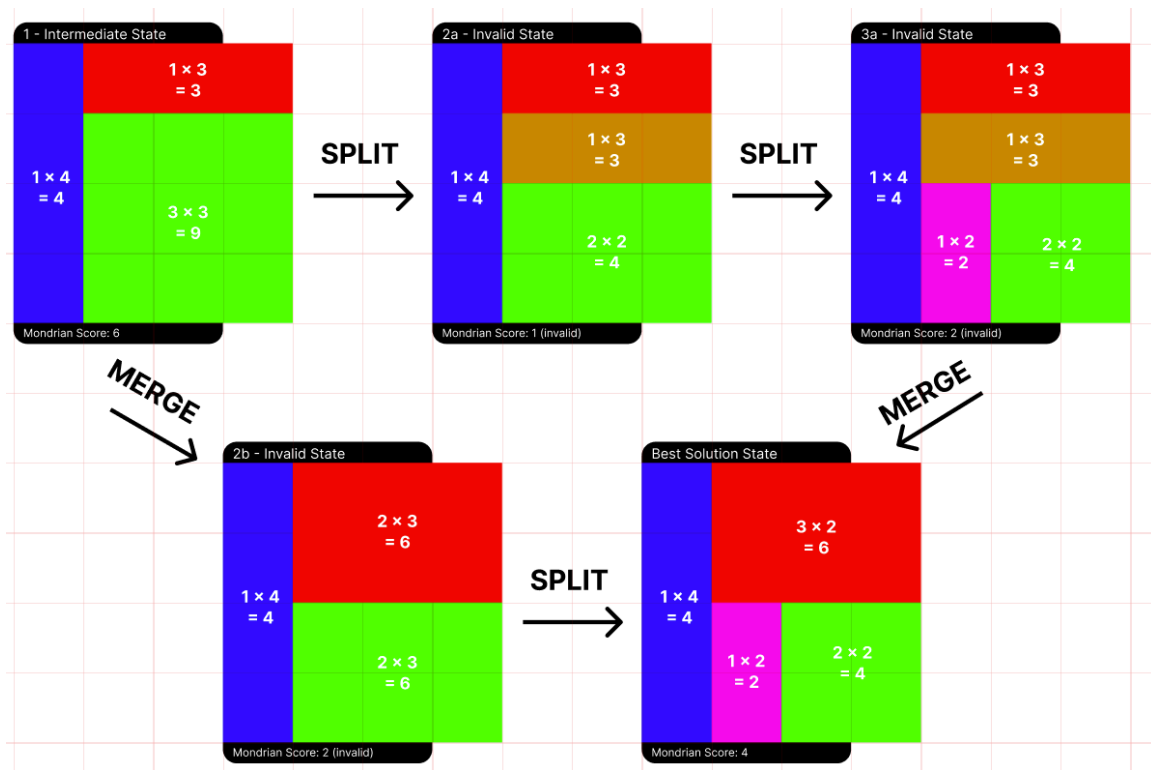 1 - Intermediate State
1 × 3
= 3
1 × 4
= 4
3 × 3
= 9
Mondrian Score: 6
SPLIT
2a - Invalid State
1 × 3
= 3
1 × 3
= 3
1 × 4
= 4
2 × 2
= 4
Mondrian Score: 1 (invalid)
SPLIT
3a - Invalid State
1 × 3
= 3
1 × 3
= 3
1 × 4
= 4
1 × 2
= 2
2 × 2
= 4
Mondrian Score: 2 (invalid)
MERGE
MERGE
2b - Invalid State
2 × 3
= 6
1 × 4
= 4
2 × 3
= 6
Mondrian Score: 2 (invalid)
SPLIT
Best Solution State
3 × 2
= 6
1 × 4
= 4
1 × 2
= 2
2 × 2
= 4
Mondrian Score: 4